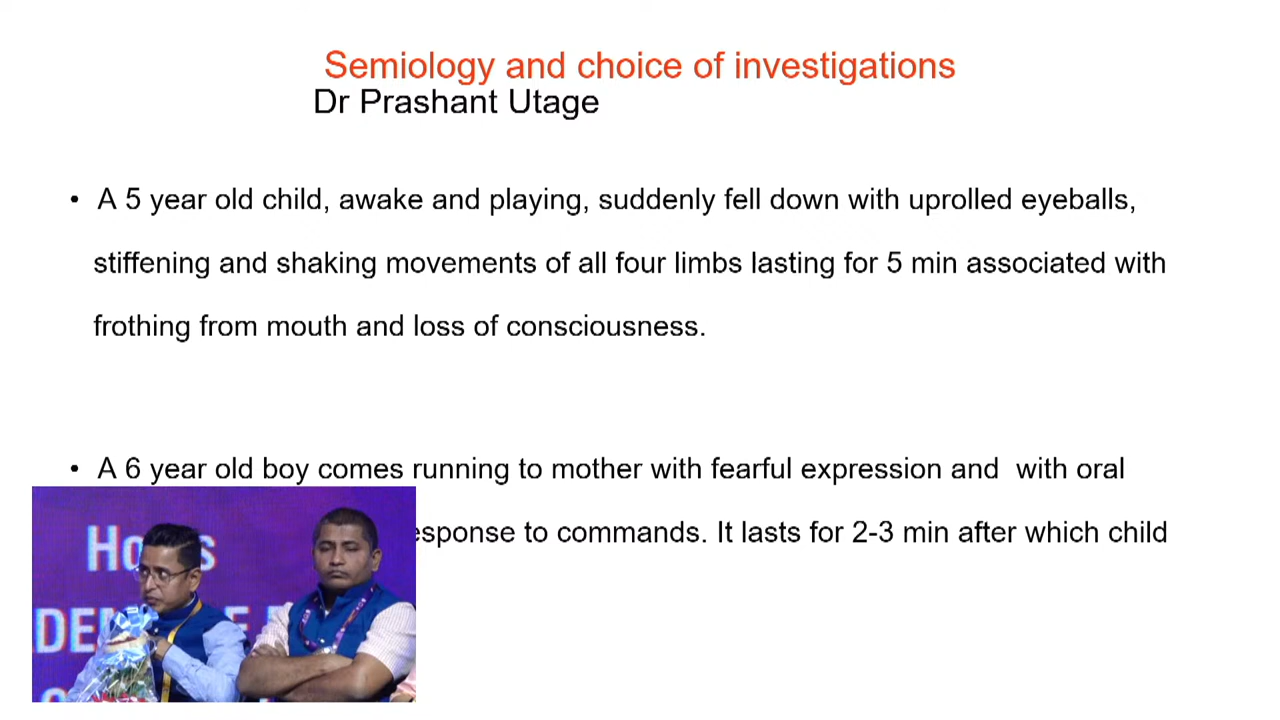 Semiology and choice of investigations
Dr Prashant Utage
• A 5 year old child, awake and playing, suddenly fell down with uprolled eyeballs,
stiffening and shaking movements of all four limbs lasting for 5 min associated with
frothing from mouth and loss of consciousness.
• A 6 year old boy comes running to mother with fearful expression and with oral
esponse to commands. It lasts for 2-3 min after which child